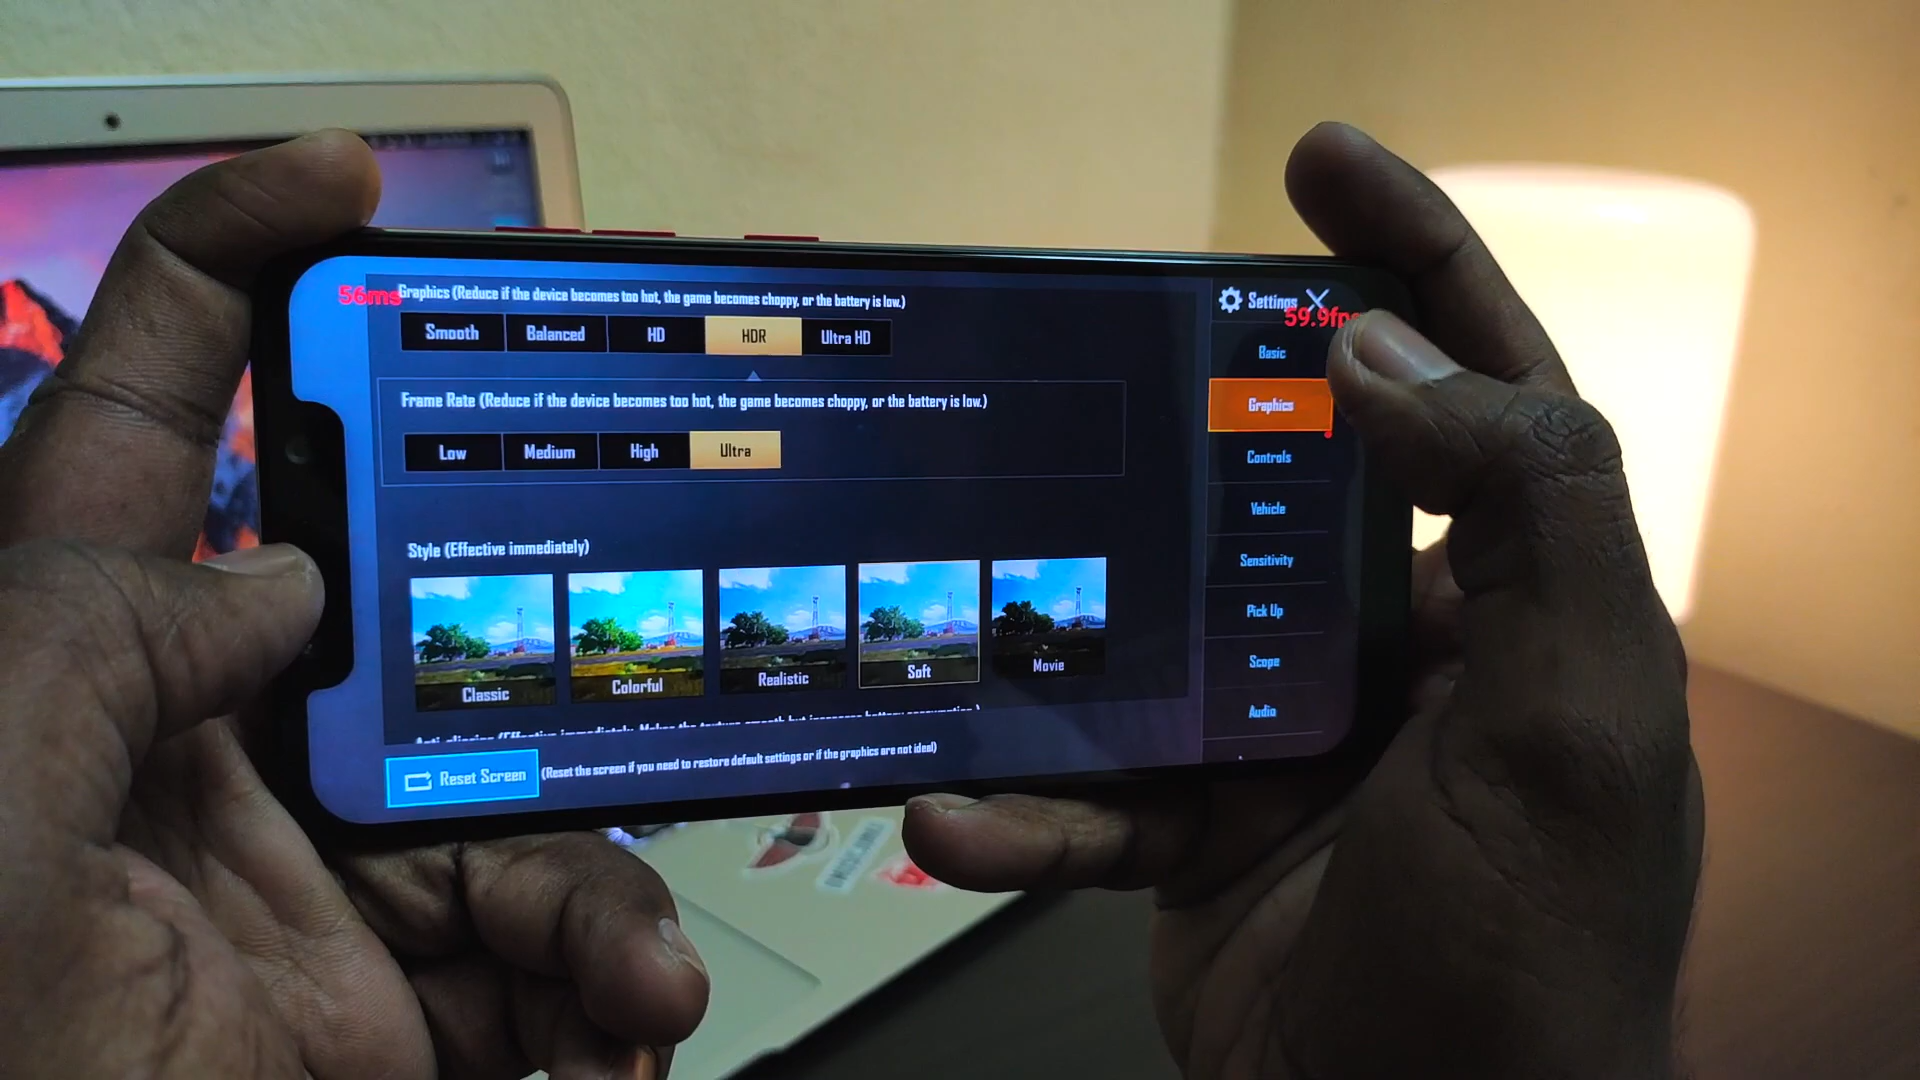 56ms
Graphics (Reduce if the device becomes too hot, the game becomes choppy, or the battery is low.)
Smooth Balanced HD HDR Ultra HD
Frame Rate (Reduce if the device becomes too hot, the game becomes choppy, or the battery is low.)
Low Medium High Ultra
Style (Effective immediately)
Classic Colorful Realistic Soft Movie
Reset Screen (Reset the screen if you need to restore default settings or if the graphics are not ideal)
Settings
59.9fps
Basic
Graphics
Controls
Vehicle
Sensitivity
Pick Up
Scope
Audio